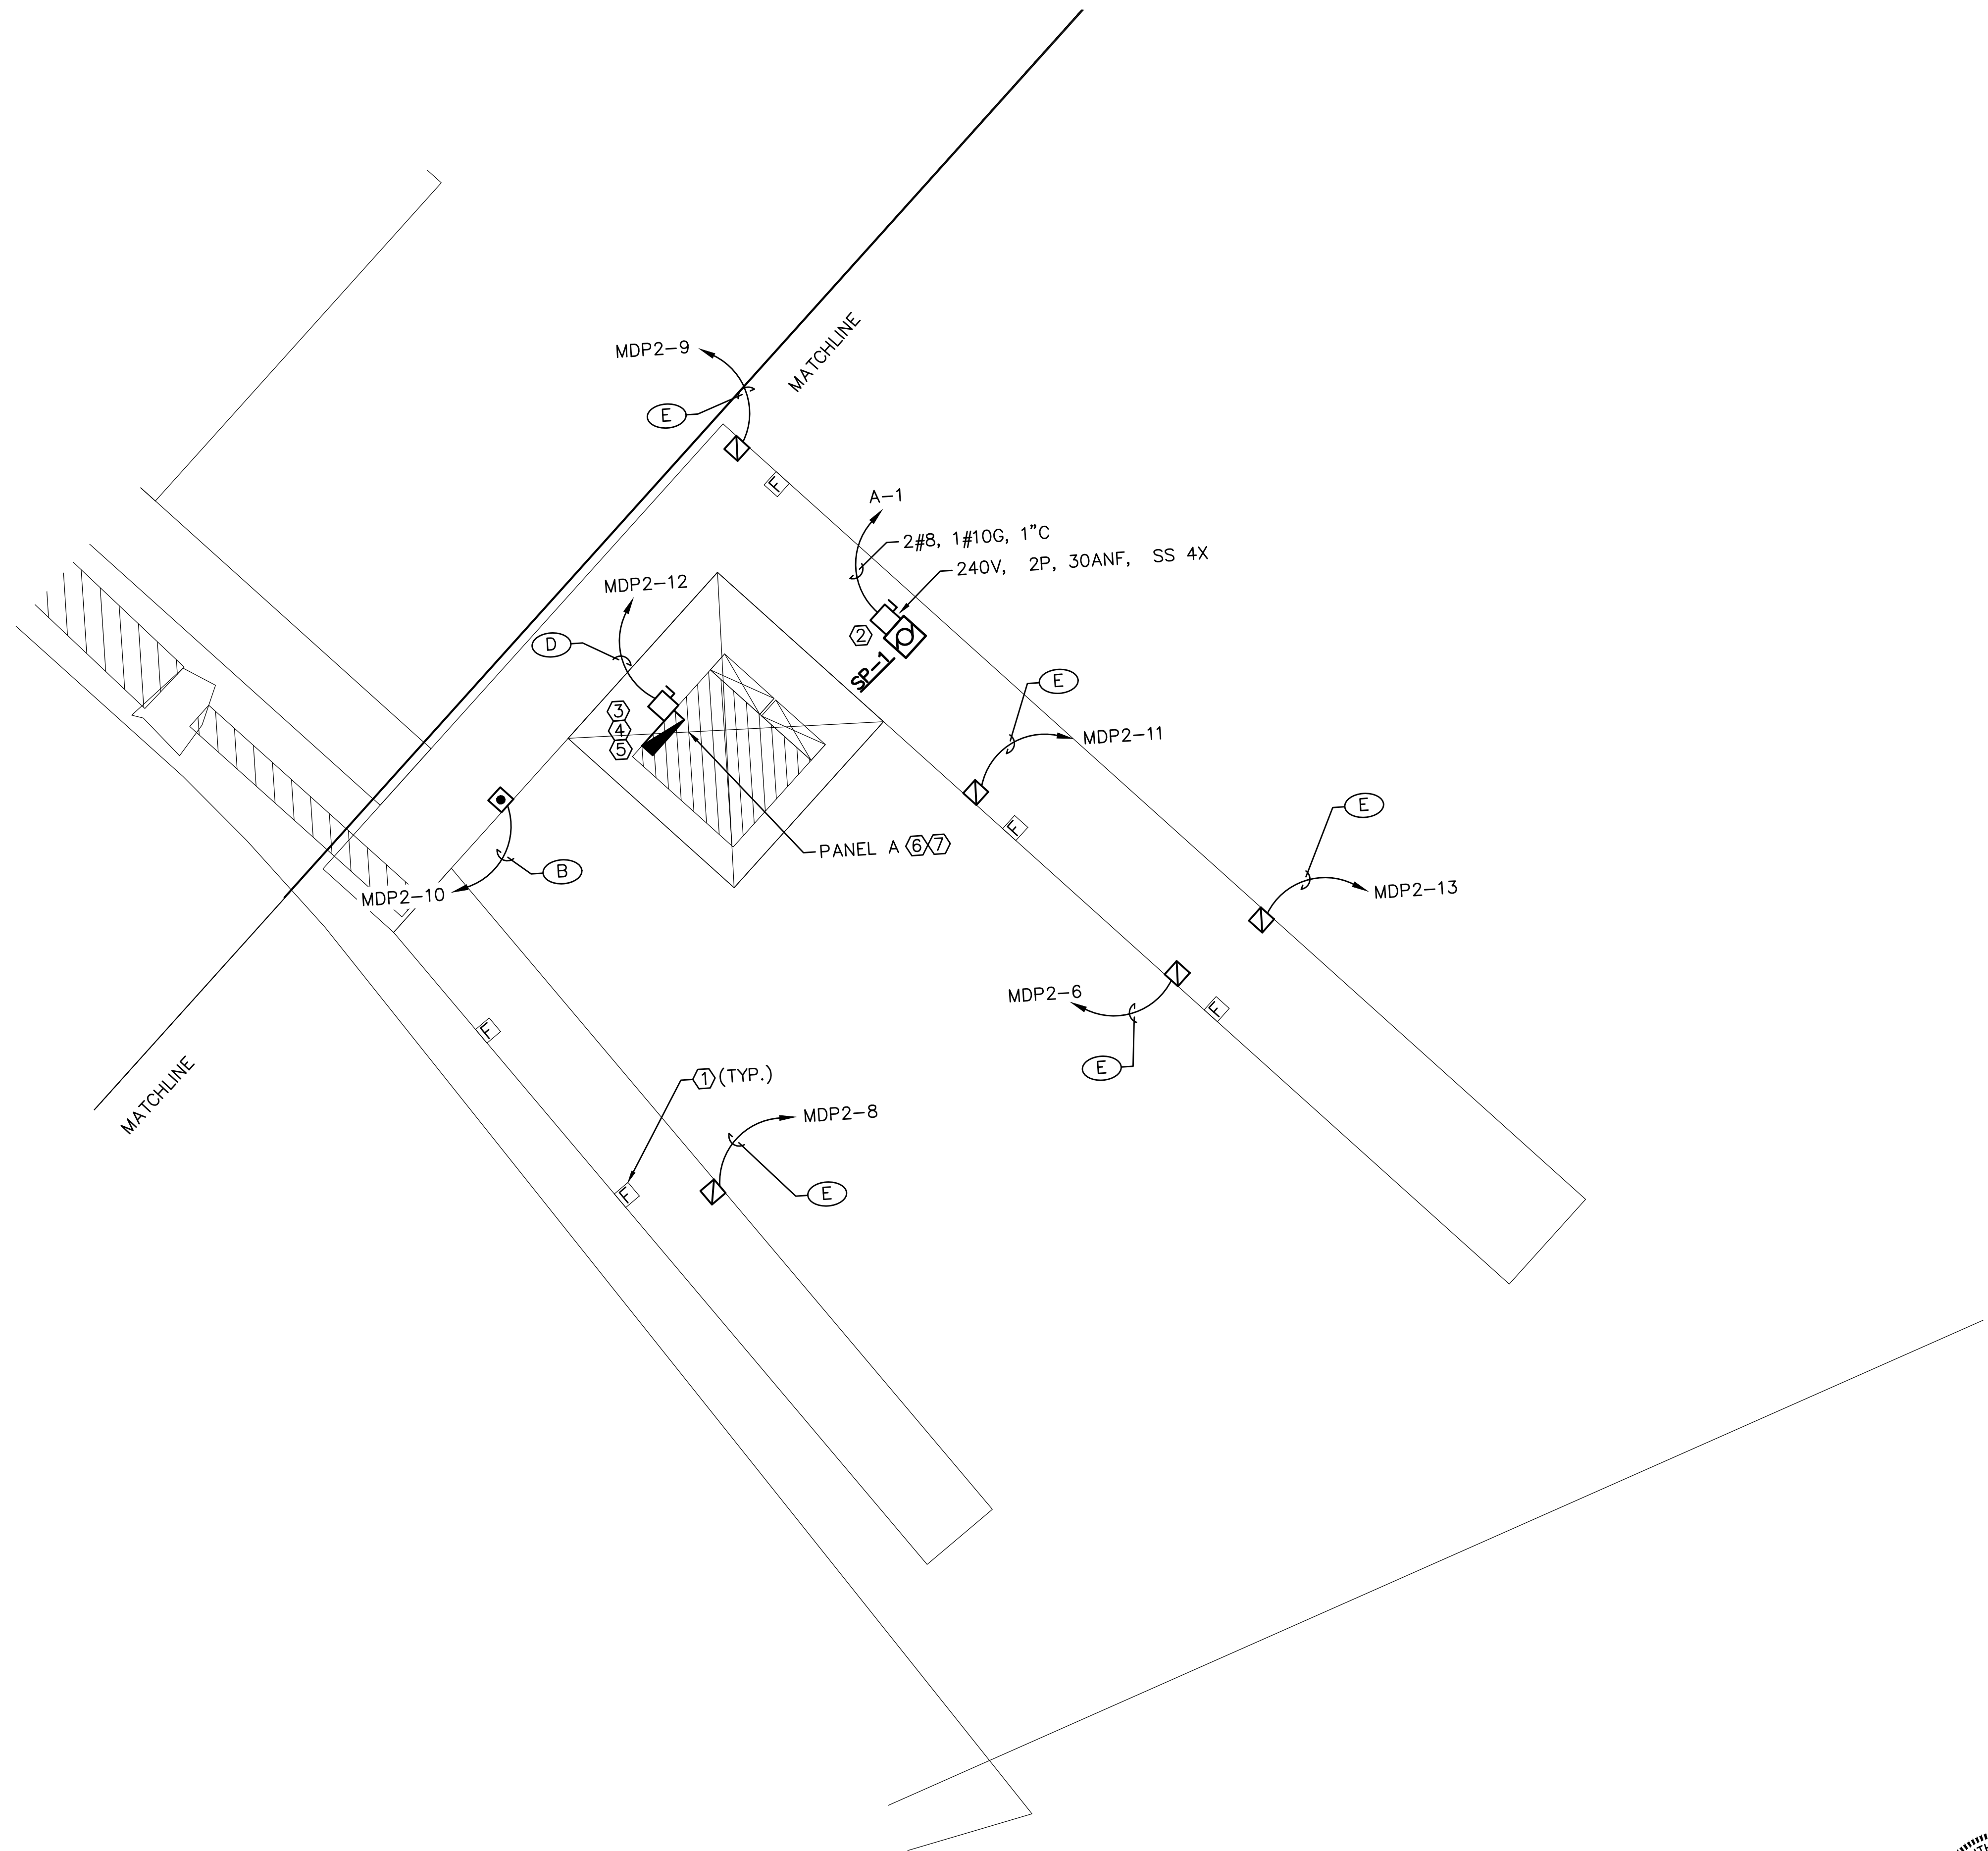 MATCHLINE
MDP2-9
E
F
A-1
2#8, 1#10G, 1"C
240V, 2P, 30ANF, SS 4X
MDP2-12
D
2
SP-1
3
4
5
E
MDP2-11
PANEL A 6 7
F
B
MDP2-10
E
MDP2-13
MDP2-6
F
E
F
MATCHLINE
1 (TYP.)
MDP2-8
F
E